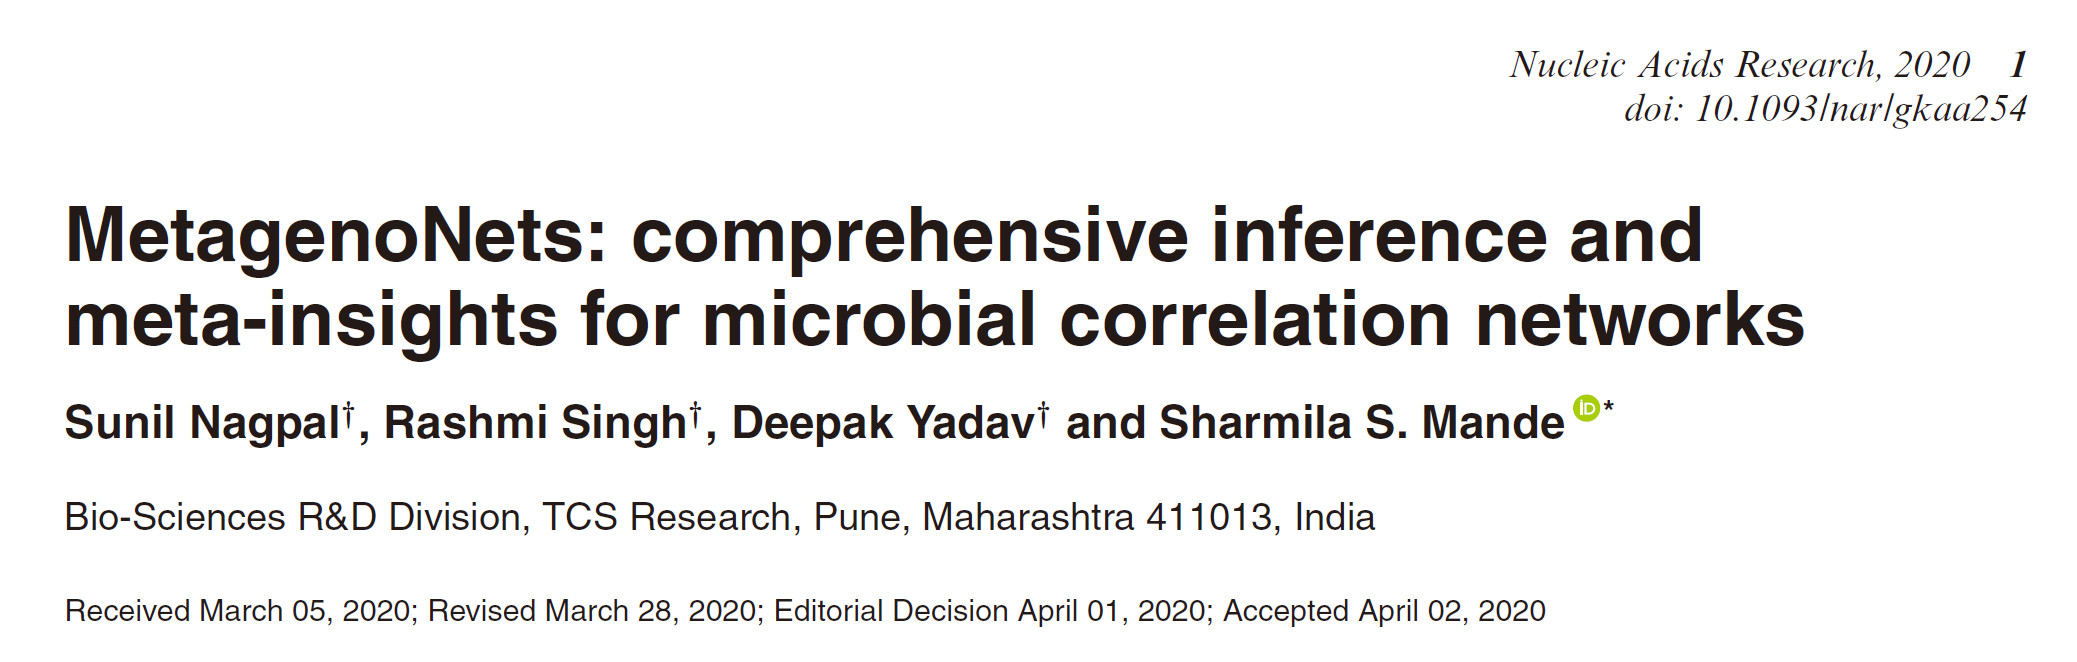 Nucleic Acids Research, 2020 1
doi: 10.1093/nar/gkaa254
MetagenoNets: comprehensive inference and
meta-insights for microbial correlation networks
Sunil Nagpal†, Rashmi Singh†, Deepak Yadav† and Sharmila S. Mande iD*
Bio-Sciences R&D Division, TCS Research, Pune, Maharashtra 411013, India
Received March 05, 2020; Revised March 28, 2020; Editorial Decision April 01, 2020; Accepted April 02, 2020